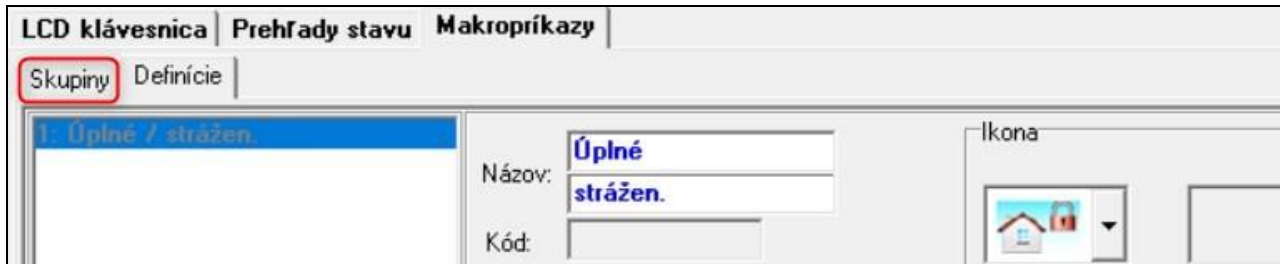 LCD klávesnica Prehľady stavu Makropríkazy
Skupiny Definície
1: Úplné / strážen.
Názov: Úplné
strážen.
Kód:
Ikona